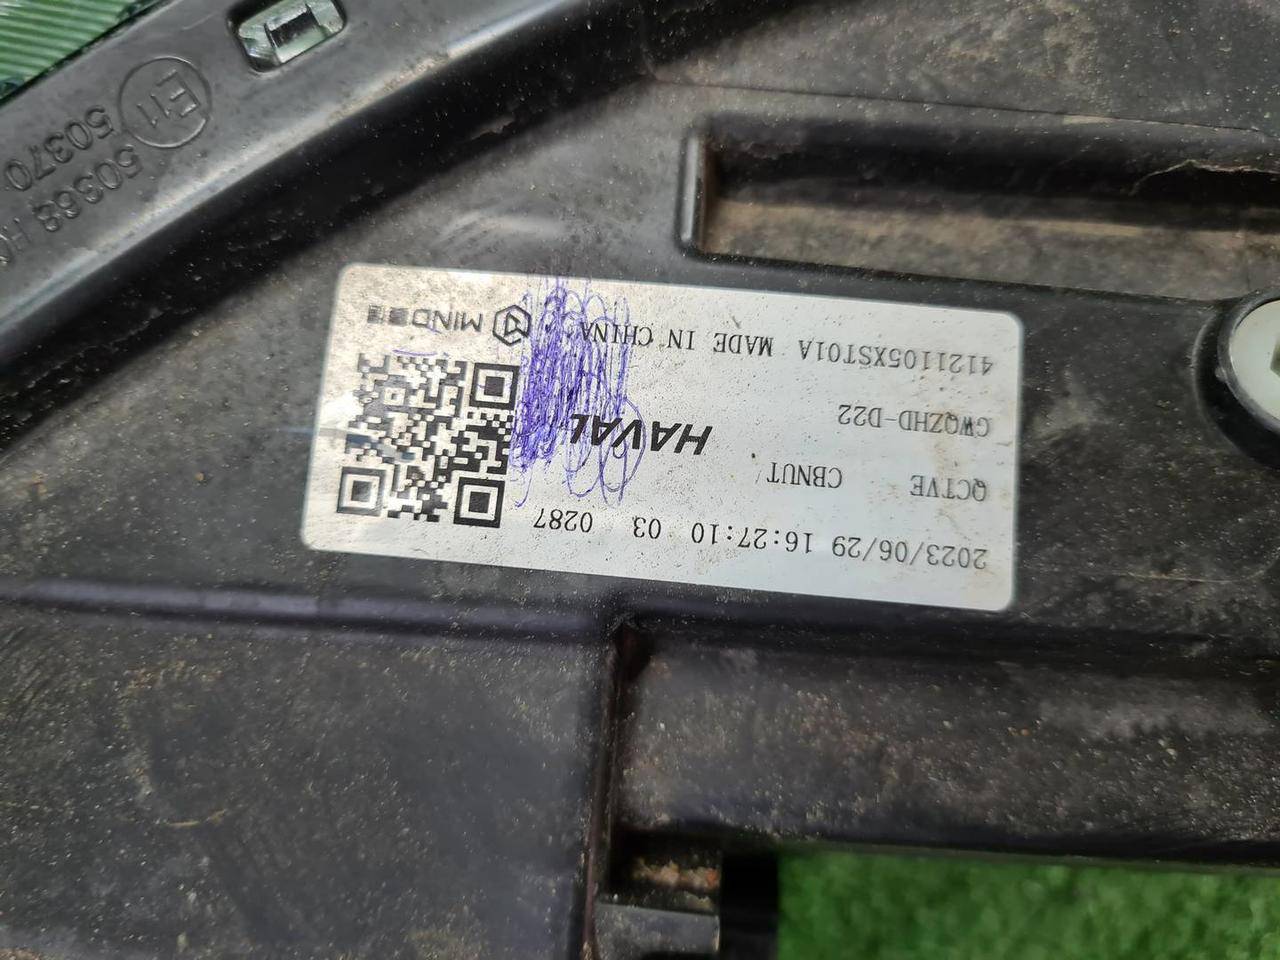 4121105XST01A MADE IN CHINA
MIND
GWQZHD-D22
HAVAL
QCTVE CBNUT
2023/06/29 16:27:10 03 0287
E11
50368
50370